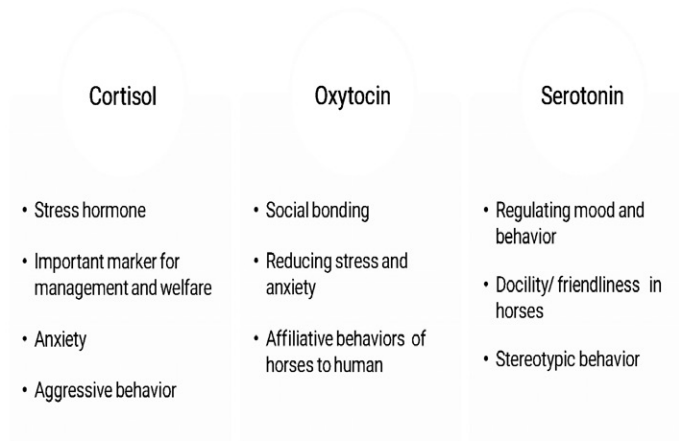 Cortisol
• Stress hormone
• Important marker for
management and welfare
• Anxiety
• Aggressive behavior
Oxytocin
• Social bonding
• Reducing stress and
anxiety
• Affiliative behaviors of
horses to human
Serotonin
• Regulating mood and
behavior
• Docility/ friendliness in
horses
• Stereotypic behavior